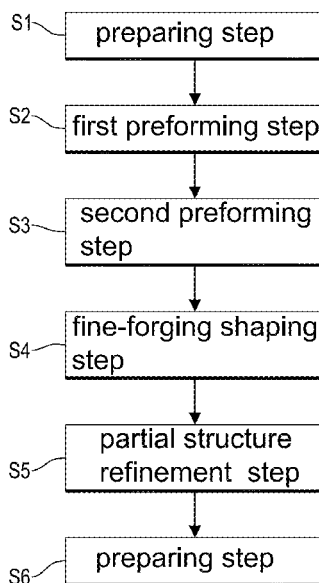 S1
preparing step
S2
first preforming step
S3
second preforming
step
S4
fine-forging shaping
step
S5
partial structure
refinement step
S6
preparing step